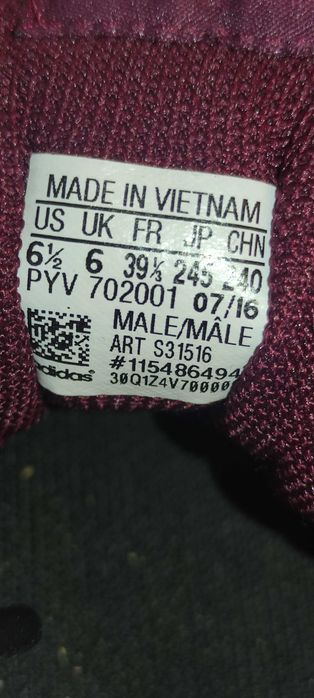 MADE IN VIETNAM
US UK FR JP CHN
6½ 6 39⅓ 245 240
PYV 702001 07/16
MALE/MÂLE
ART S31516
#115486494
adidas® 30Q1Z4V70000